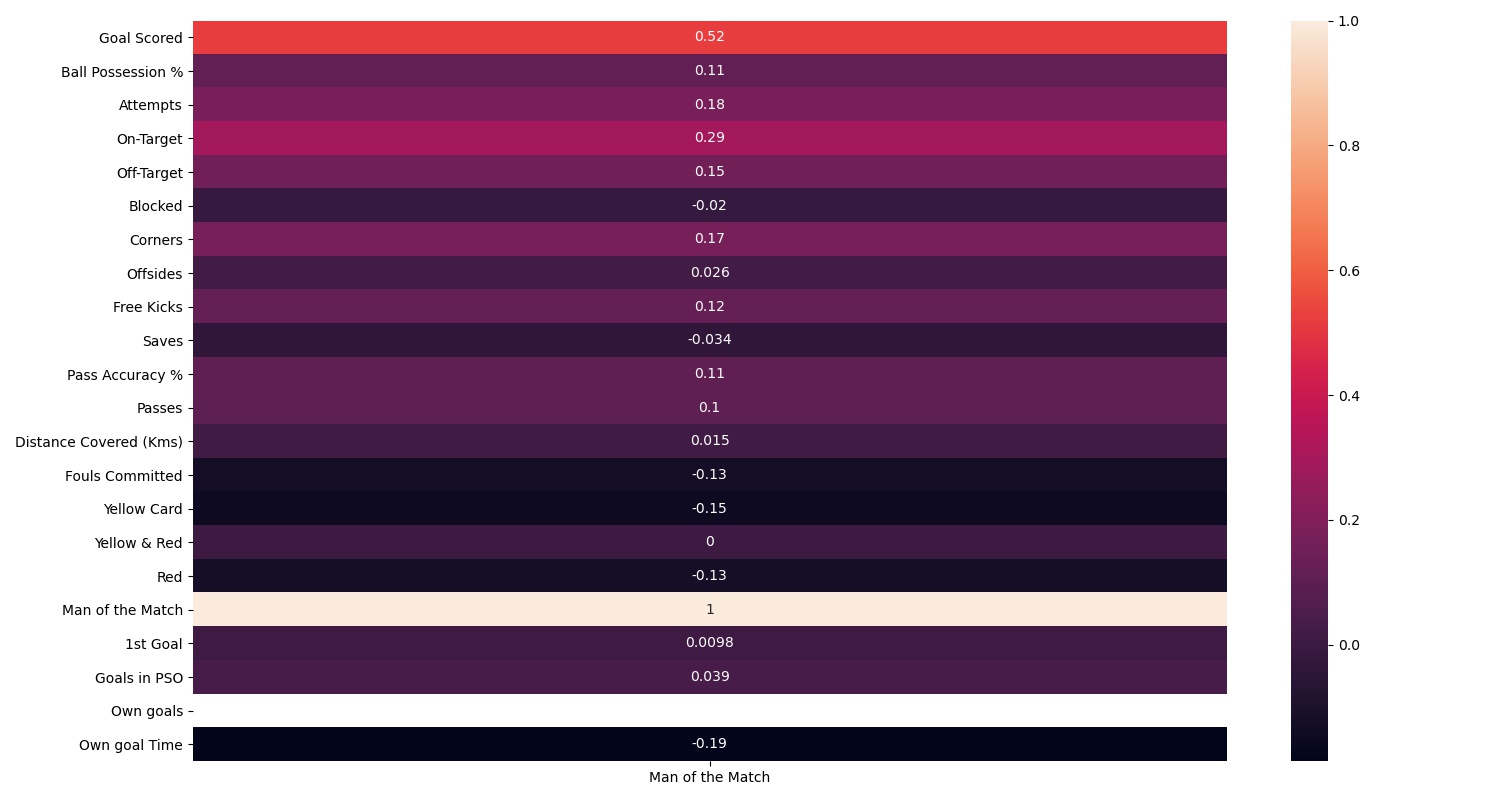 Goal Scored 0.52
Ball Possession % 0.11
Attempts 0.18
On-Target 0.29
Off-Target 0.15
Blocked -0.02
Corners 0.17
Offsides 0.026
Free Kicks 0.12
Saves -0.034
Pass Accuracy % 0.11
Passes 0.1
Distance Covered (Kms) 0.015
Fouls Committed -0.13
Yellow Card -0.15
Yellow & Red 0
Red -0.13
Man of the Match 1
1st Goal 0.0098
Goals in PSO 0.039
Own goals
Own goal Time -0.19
Man of the Match
1.0
0.8
0.6
0.4
0.2
0.0